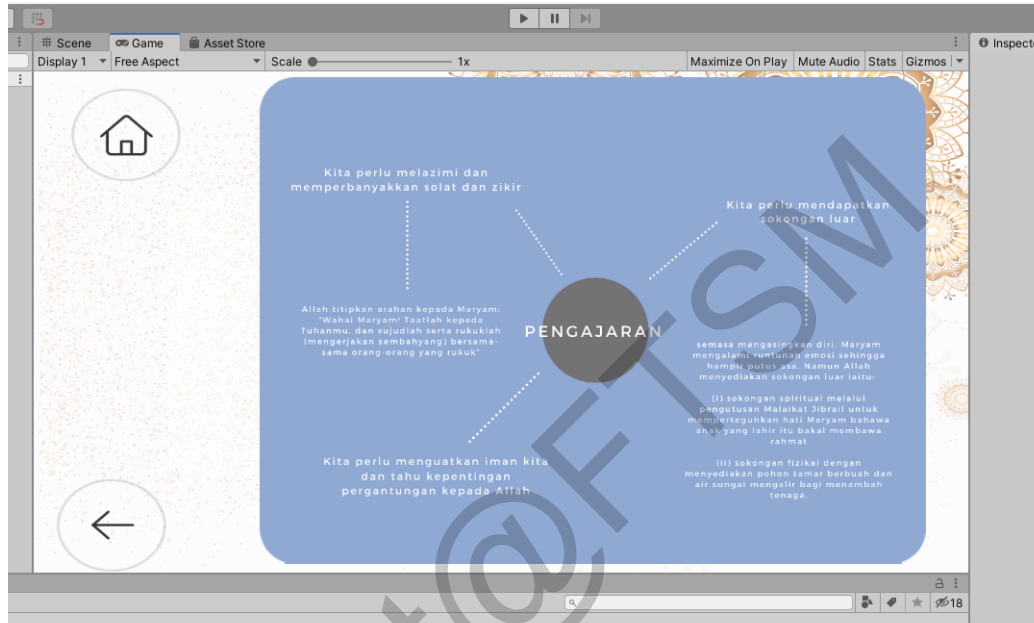 Scene
Game
Asset Store
Inspect
Display 1
Free Aspect
Scale
1x
Maximize On Play
Mute Audio
Stats
Gizmos
Kita perlu melazimi dan
memperbanyakkan solat dan zikir
Allah titipkan arahan kepada Maryam:
"Wahai Maryam! Taatlah kepada
Tuhanmu, dan sujudlah serta rukuklah
(mengerjakan sembahyang) bersama-
sama orang-orang yang rukuk"
PENGAJARAN
Kita perlu mendapatkan
sokongan luar
semasa mengasingkan diri, Maryam
mengalami runtunan emosi sehingga
hampir putus asa. Namun Allah
menyediakan sokongan luar iaitu:
(i) sokongan spiritual melalui
pengutusan Malaikat Jibrail untuk
memperteguhkan hati Maryam bahawa
anak yang lahir itu bakal membawa
rahmat
(ii) sokongan fizikal dengan
menyediakan pohon tamar berbuah dan
air sungai mengalir bagi menambah
tenaga.
Kita perlu menguatkan iman kita
dan tahu kepentingan
pergantungan kepada Allah
18
t@FTSM